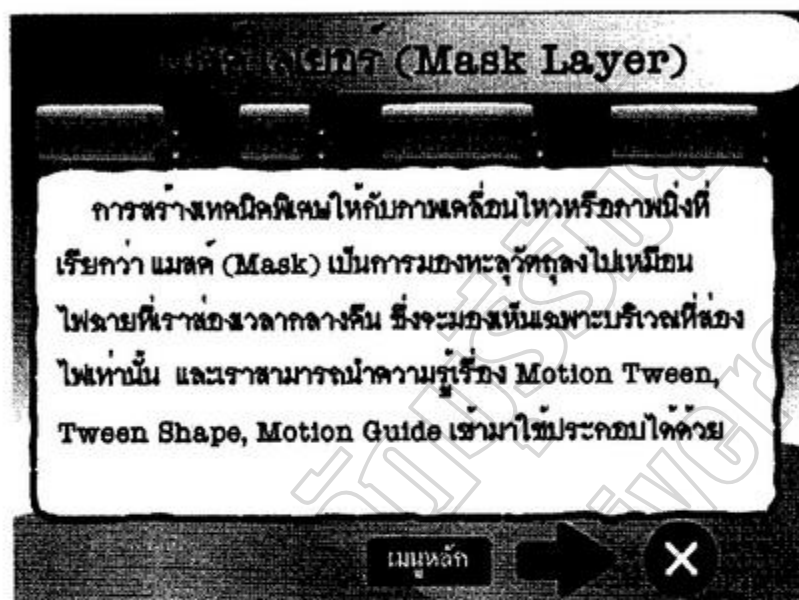 เลเยอร์ (Mask Layer)
การสร้างเทคนิคพิเศษให้กับภาพเคลื่อนไหวหรือภาพนิ่งที่
เรียกว่า แมสค์ (Mask) เป็นการมองทะลุวัตถุลงไปเหมือน
ไฟฉายที่เราส่องเวลากลางคืน ซึ่งจะมองเห็นเฉพาะบริเวณที่ส่อง
ไฟเท่านั้น และเราสามารถนำความรู้เรื่อง Motion Tween,
Tween Shape, Motion Guide เข้ามาใช้ประกอบได้ด้วย
เมนูหลัก